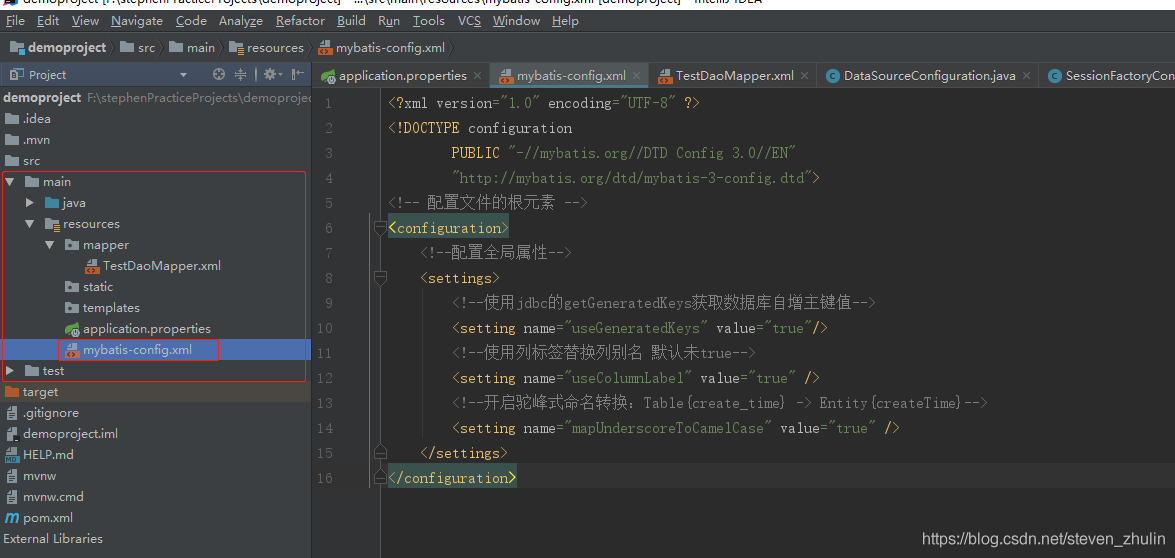 demoproject [F:\stephenPracticeProjects\demoproject] - ...\src\main\resources\mybatis-config.xml [demoproject] - IntelliJ IDEA
File Edit View Navigate Code Analyze Refactor Build Run Tools VCS Window Help
demoproject src main resources mybatis-config.xml
Project
application.properties mybatis-config.xml TestDaoMapper.xml DataSourceConfiguration.java SessionFactoryCon
demoproject F:\stephenPracticeProjects\demoprojec
.idea
.mvn
src
main
java
resources
mapper
TestDaoMapper.xml
static
templates
application.properties
mybatis-config.xml
test
target
.gitignore
demoproject.iml
HELP.md
mvnw
mvnw.cmd
pom.xml
External Libraries
1 <?xml version="1.0" encoding="UTF-8" ?>
2 <!DOCTYPE configuration
3 PUBLIC "-//mybatis.org//DTD Config 3.0//EN"
4 "http://mybatis.org/dtd/mybatis-3-config.dtd">
5 <!-- 配置文件的根元素 -->
6 <configuration>
7 <!--配置全局属性-->
8 <settings>
9 <!--使用jdbc的getGeneratedKeys获取数据库自增主键值-->
10 <setting name="useGeneratedKeys" value="true"/>
11 <!--使用列标签替换列别名 默认未true-->
12 <setting name="useColumnLabel" value="true" />
13 <!--开启驼峰式命名转换：Table{create_time} -> Entity{createTime}-->
14 <setting name="mapUnderscoreToCamelCase" value="true" />
15 </settings>
16 </configuration>
https://blog.csdn.net/steven_zhulin